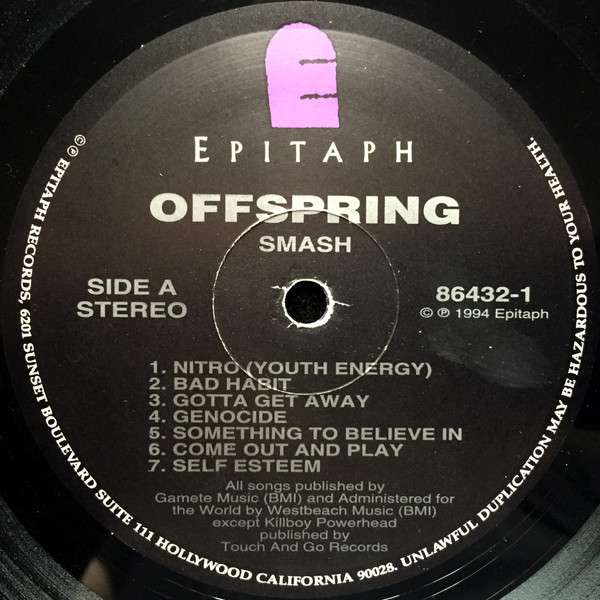 E
EPITAPH
OFFSPRING
SMASH
SIDE A
STEREO
86432-1
© ℗ 1994 Epitaph
1. NITRO (YOUTH ENERGY)
2. BAD HABIT
3. GOTTA GET AWAY
4. GENOCIDE
5. SOMETHING TO BELIEVE IN
6. COME OUT AND PLAY
7. SELF ESTEEM
All songs published by
Gamete Music (BMI) and Administered for
the World by Westbeach Music (BMI)
except Killboy Powerhead
published by
Touch And Go Records
© ℗ EPITAPH RECORDS, 6201 SUNSET BOULEVARD SUITE 111 HOLLYWOOD CALIFORNIA 90028. UNLAWFUL DUPLICATION MAY BE HAZARDOUS TO YOUR HEALTH.